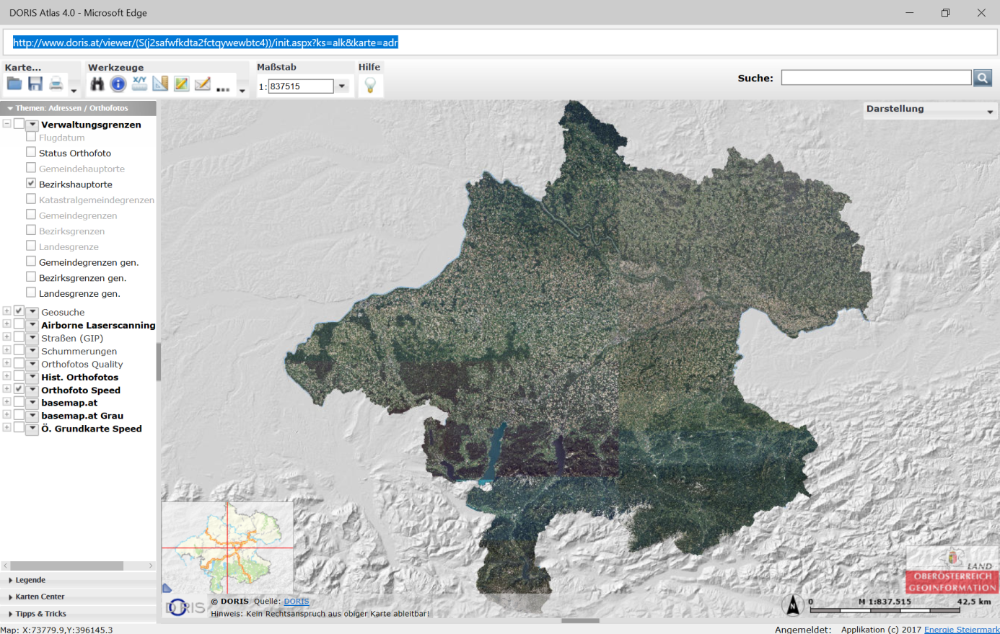 DORIS Atlas 4.0 - Microsoft Edge
http://www.doris.at/viewer/(S(j2safwfkdta2fctqywewbtc4))/init.aspx?ks=alk&karte=adr
Karte... Werkzeuge Maßstab Hilfe
X/Y ... 1: 837515
Suche:
Themen: Adressen / Orthofotos
Darstellung
Verwaltungsgrenzen
Flugdatum
Status Orthofoto
Gemeindehauptorte
Bezirkshauptorte
Katastralgemeindegrenzen
Gemeindegrenzen
Bezirksgrenzen
Landesgrenze
Gemeindegrenzen gen.
Bezirksgrenzen gen.
Landesgrenze gen.
Geosuche
Airborne Laserscanning
Straßen (GIP)
Schummerungen
Orthofotos Quality
Hist. Orthofotos
Orthofoto Speed
basemap.at
basemap.at Grau
Ö. Grundkarte Speed
Legende
Karten Center
Tipps & Tricks
DORIS
© DORIS Quelle: DORIS
Hinweis: Kein Rechtsanspruch aus obiger Karte ableitbar!
LAND
OBERÖSTERREICH
GEOINFORMATION
N
0 M 1:837.515 42,5 km
Map: X:73779.9,Y:396145.3
Angemeldet: Applikation (c) 2017 Energie Steiermark